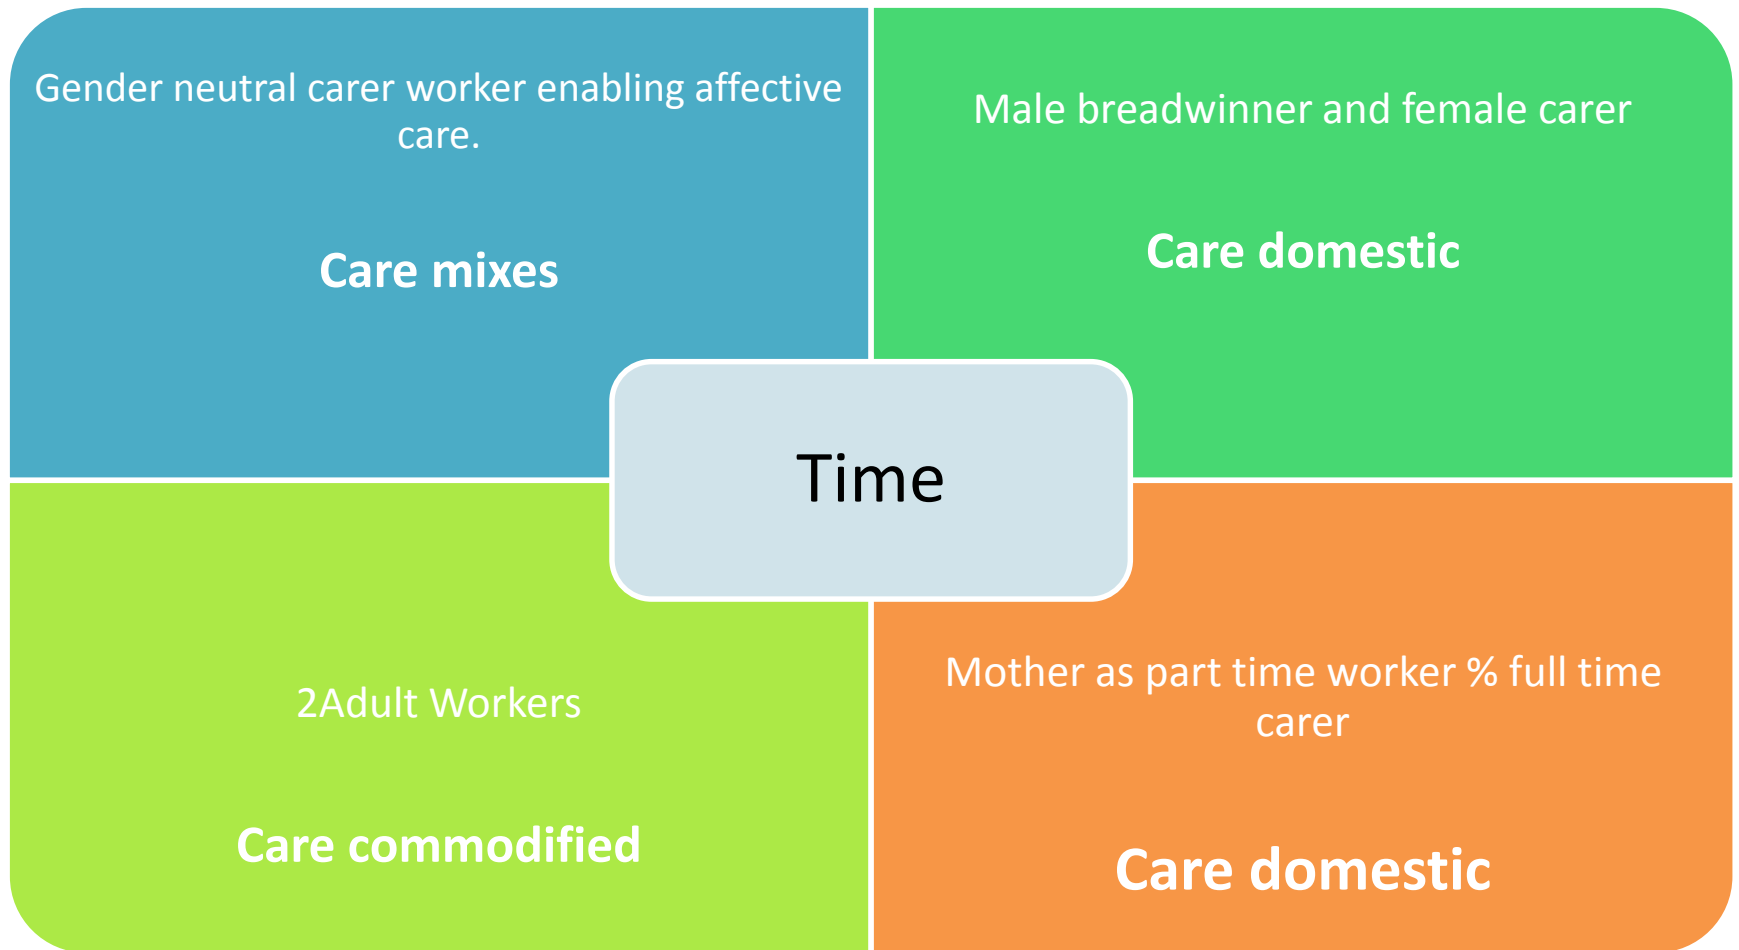 Gender neutral carer worker enabling affective
care.
Care mixes
Male breadwinner and female carer
Care domestic
Time
2Adult Workers
Care commodified
Mother as part time worker % full time
carer
Care domestic